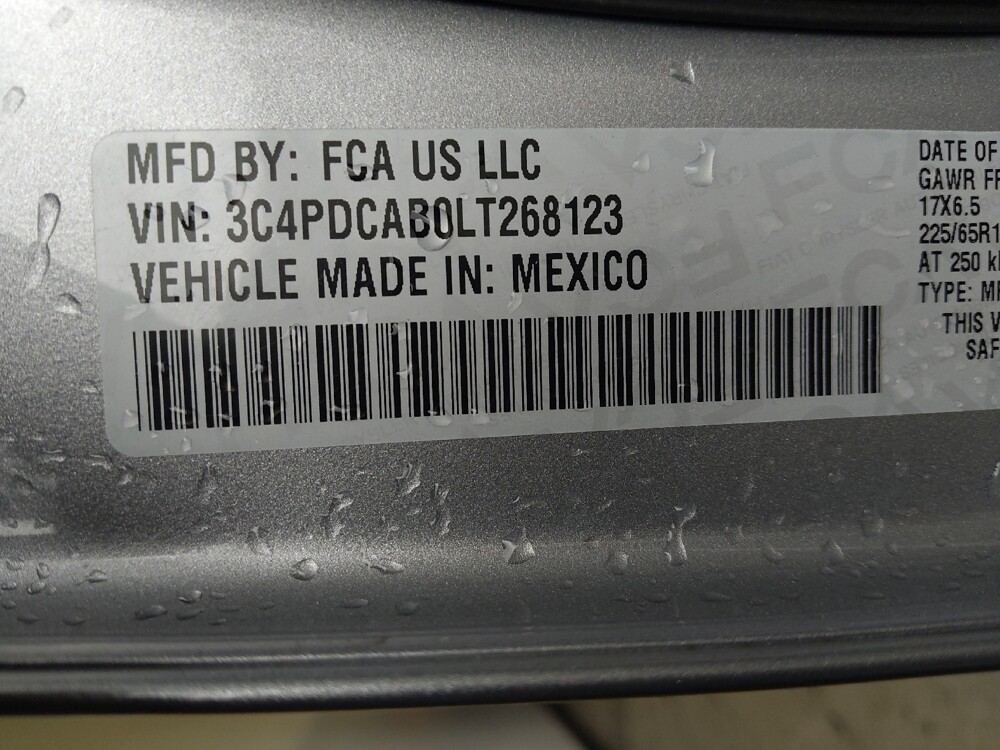 MFD BY: FCA US LLC
VIN: 3C4PDCAB0LT268123
VEHICLE MADE IN: MEXICO
DATE OF
GAWR
17X6.5
225/65R1
AT 250
TYPE:
THIS
SAF